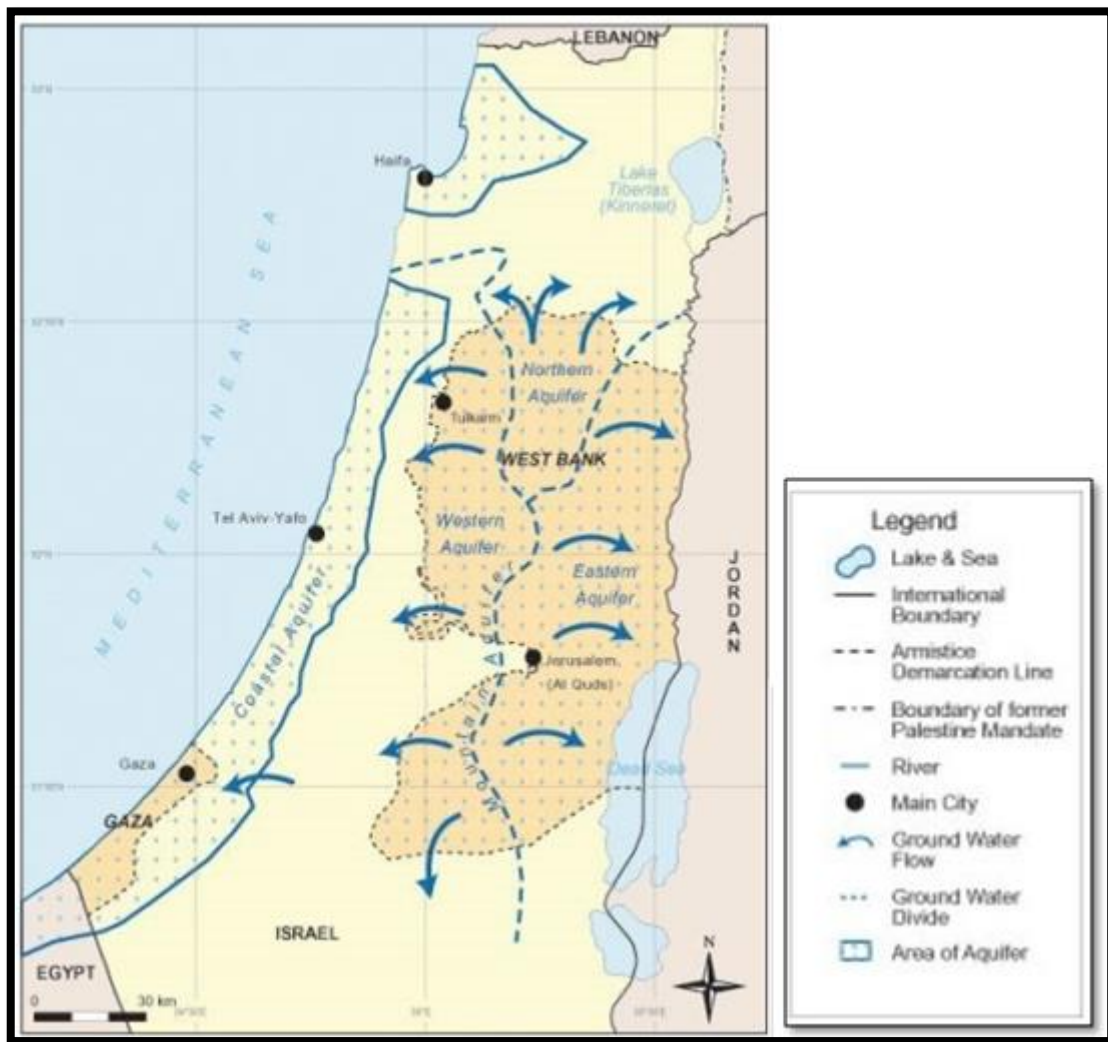 LEBANON
Haifa
Lake
Tiberias
(Kinneret)
MEDITERRANEAN SEA
Northern
Aquifer
Tulkarm
WEST BANK
Tel Aviv-Yafo
Western
Aquifer
Eastern
Aquifer
JORDAN
Coastal Aquifer
Mountain Aquifer
Jerusalem,
(Al Quds)
Gaza
Dead Sea
GAZA
ISRAEL
EGYPT
N
0 30 km
Legend
Lake & Sea
International
Boundary
Armistice
Demarcation Line
Boundary of former
Palestine Mandate
River
Main City
Ground Water
Flow
Ground Water
Divide
Area of Aquifer